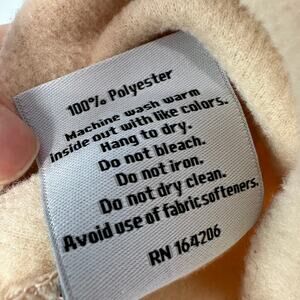 100% Polyester
Machine wash warm
inside out with like colors.
Hang to dry.
Do not bleach.
Do not iron.
Do not dry clean.
Avoid use of fabric softeners.
RN 164206